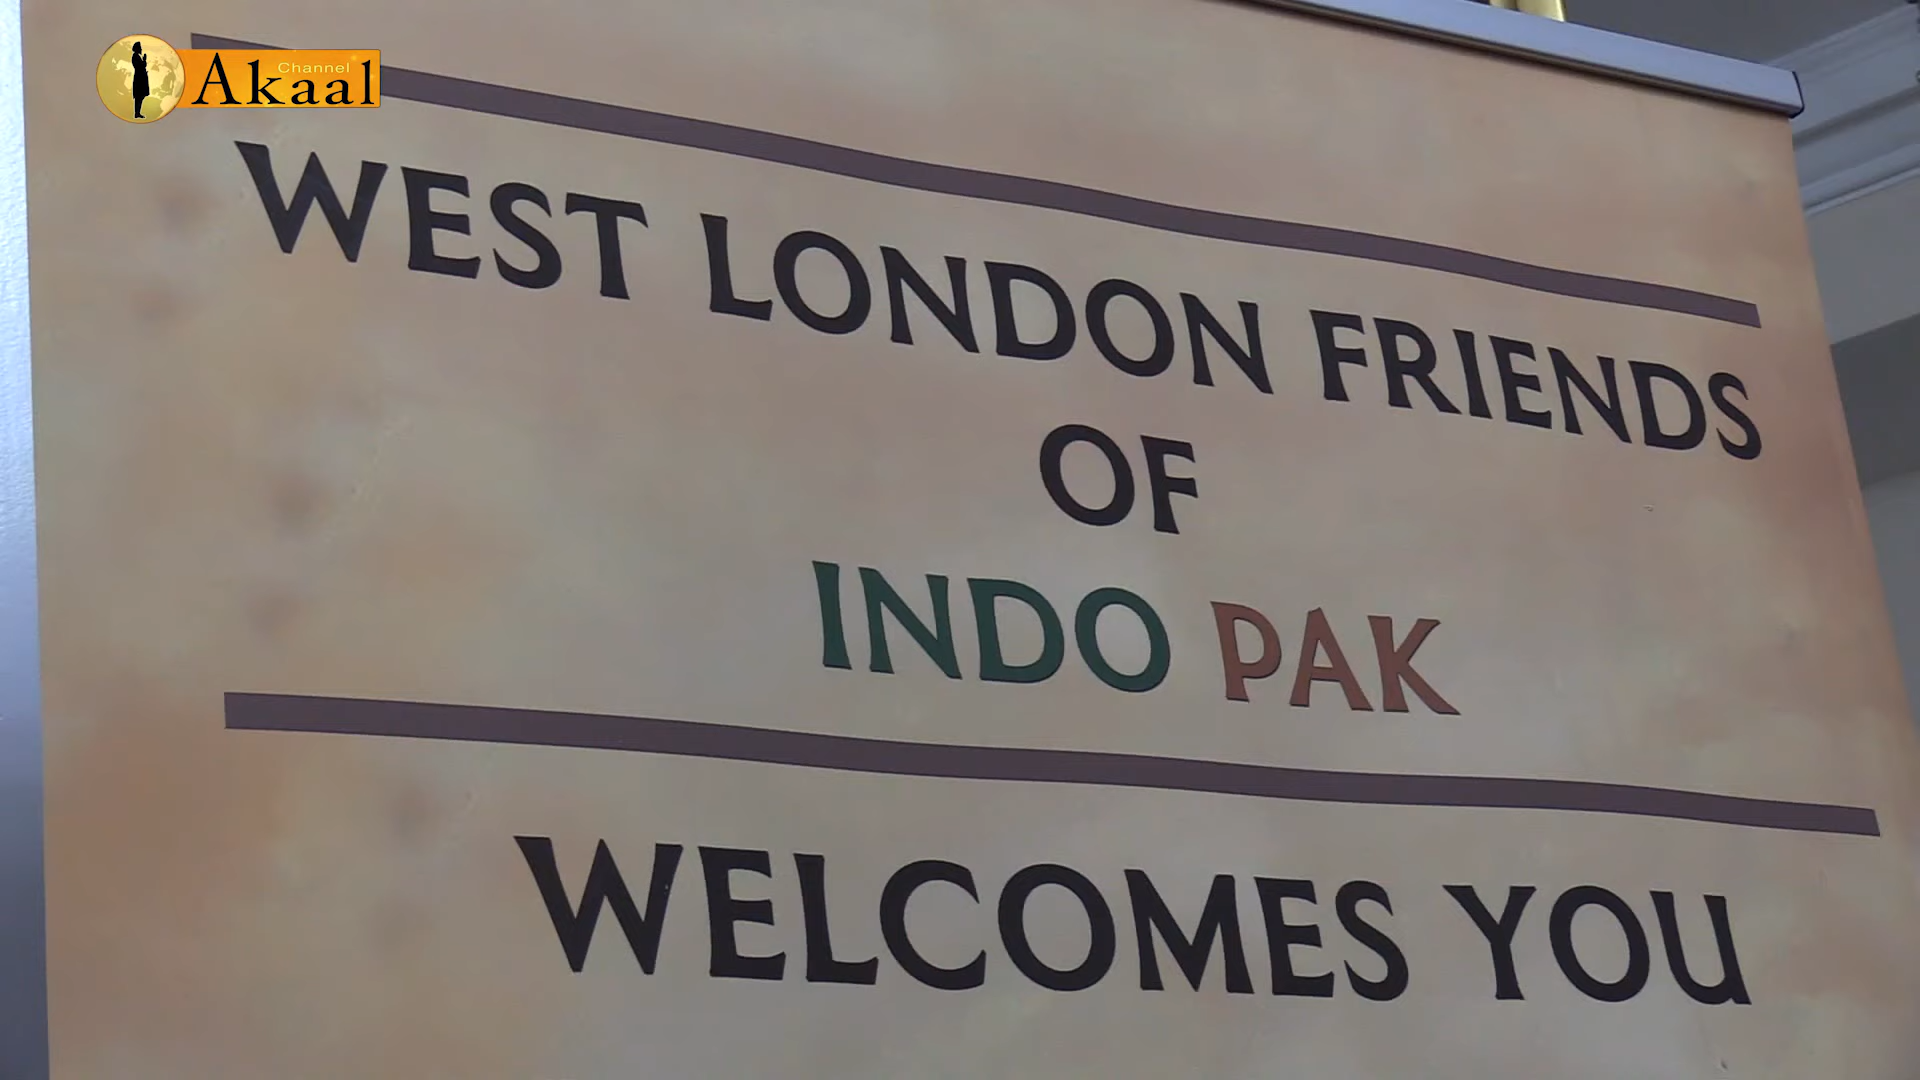 Akaal
Channel
WEST LONDON FRIENDS
OF
INDO PAK
WELCOMES YOU